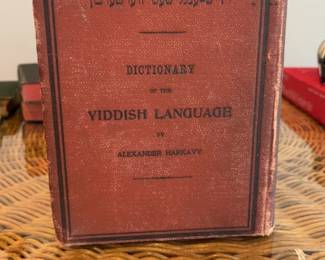 DICTIONARY
OF THE
YIDDISH LANGUAGE
BY
ALEXANDER HARKAVY